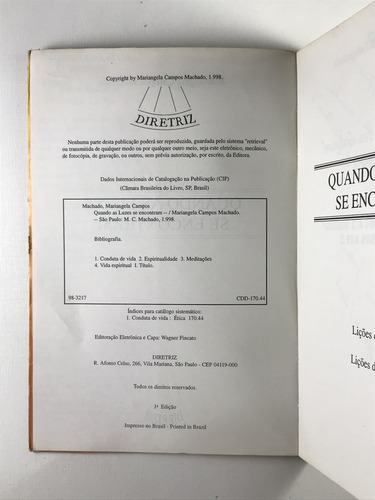 Copyright by Mariangela Campos Machado, 1.998.
DIRETRIZ
Nenhuma parte desta publicação poderá ser reproduzida, guardada pelo sistema "retrieval"
ou transmitida de qualquer modo ou por qualquer outro meio, seja este eletrônico, mecânico,
de fotocópia, de gravação, ou outros, sem prévia autorização, por escrito, da Editora.
Dados Internacionais de Catalogação na Publicação (CIP)
(Câmara Brasileira do Livro, SP, Brasil)
Machado, Mariangela Campos
Quando as Luzes se encontram -- / Mariangela Campos Machado.
-- São Paulo: M. C. Machado, 1.998.
Bibliografia.
1. Conduta de vida 2. Espiritualidade 3. Meditações
4. Vida espiritual I. Título.
98-3217 CDD-170.44
Índices para catálogo sistemático:
1. Conduta de vida : Ética 170.44
Editoração Eletrônica e Capa: Wagner Fincato
DIRETRIZ
R. Afonso Celso, 266, Vila Mariana, São Paulo - CEP 04119-000
Todos os direitos reservados.
Edição
Impresso no Brasil - Printed in Brazil
QUANDO
SE ENCO
Lições
Lições d